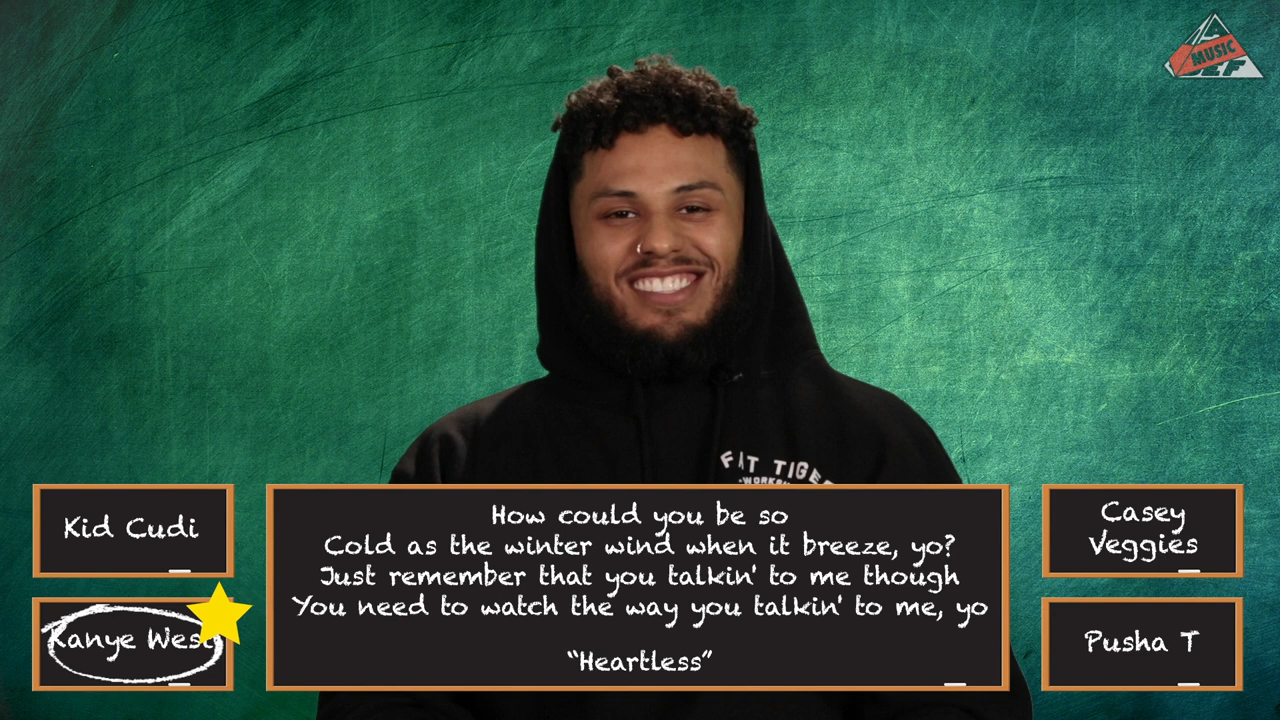 MUSIC
FAT TIGER
WORKSH
Kid Cudi
Kanye West
How could you be so
Cold as the winter wind when it breeze, yo?
Just remember that you talkin' to me though
You need to watch the way you talkin' to me, yo
“Heartless”
Casey
Veggies
Pusha T